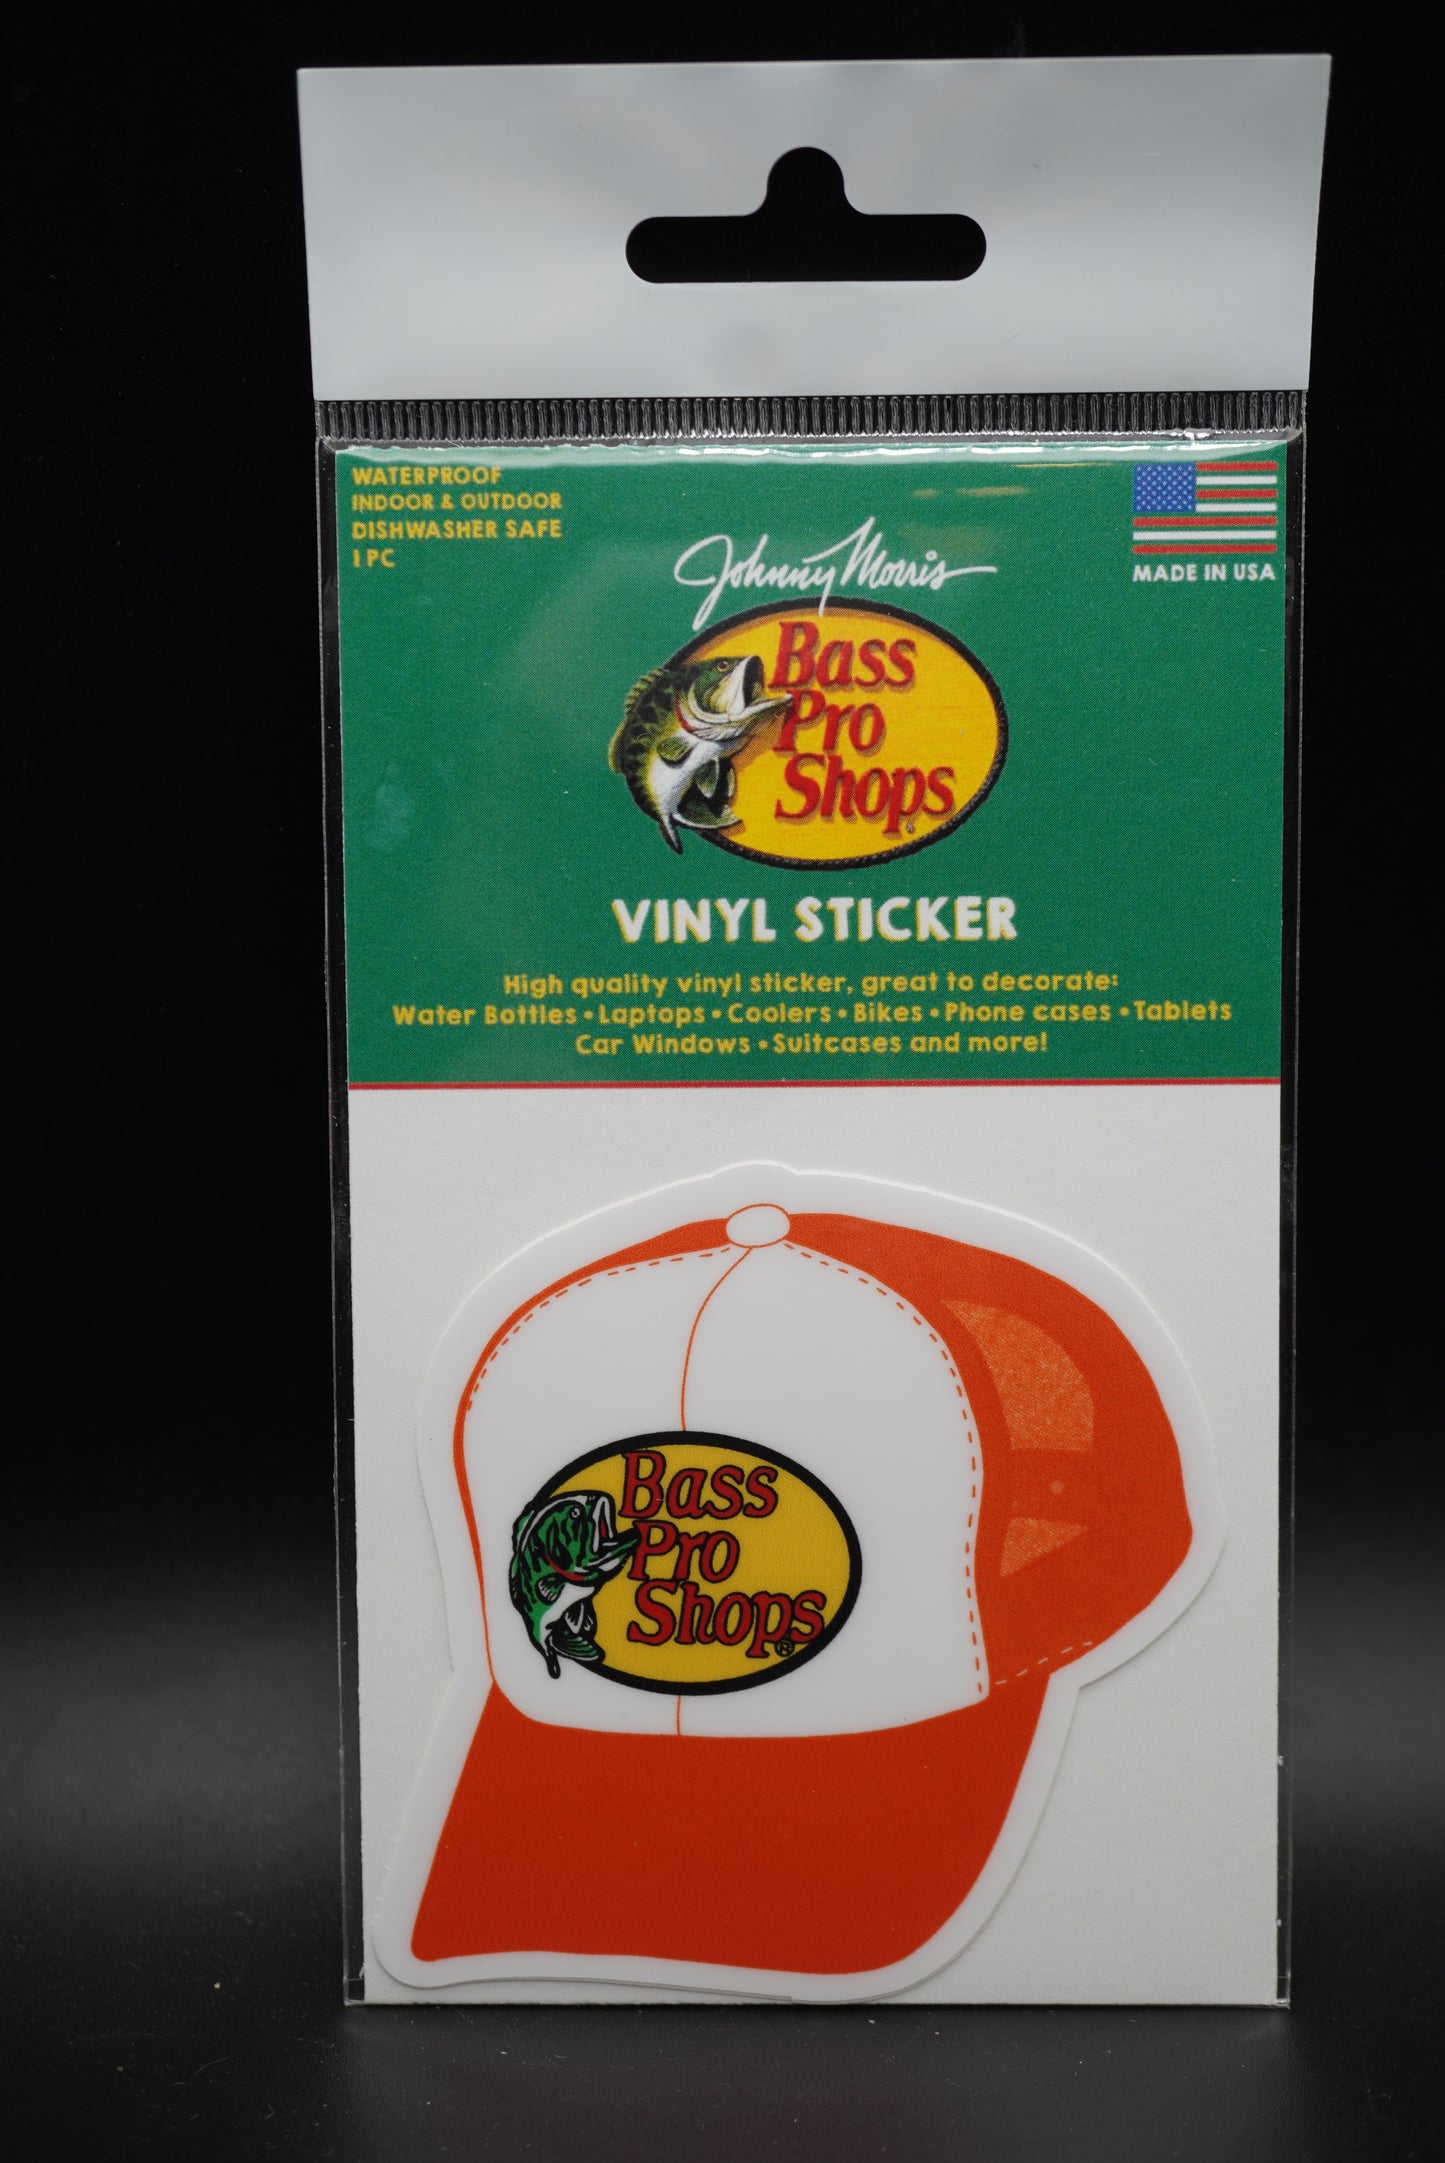 WATERPROOF
INDOOR & OUTDOOR
DISHWASHER SAFE
1 PC
MADE IN USA
Johnny Morris
Bass
Pro
Shops
VINYL STICKER
High quality vinyl sticker, great to decorate:
Water Bottles • Laptops • Coolers • Bikes • Phone cases • Tablets
Car Windows • Suitcases and more!
Bass
Pro
Shops®